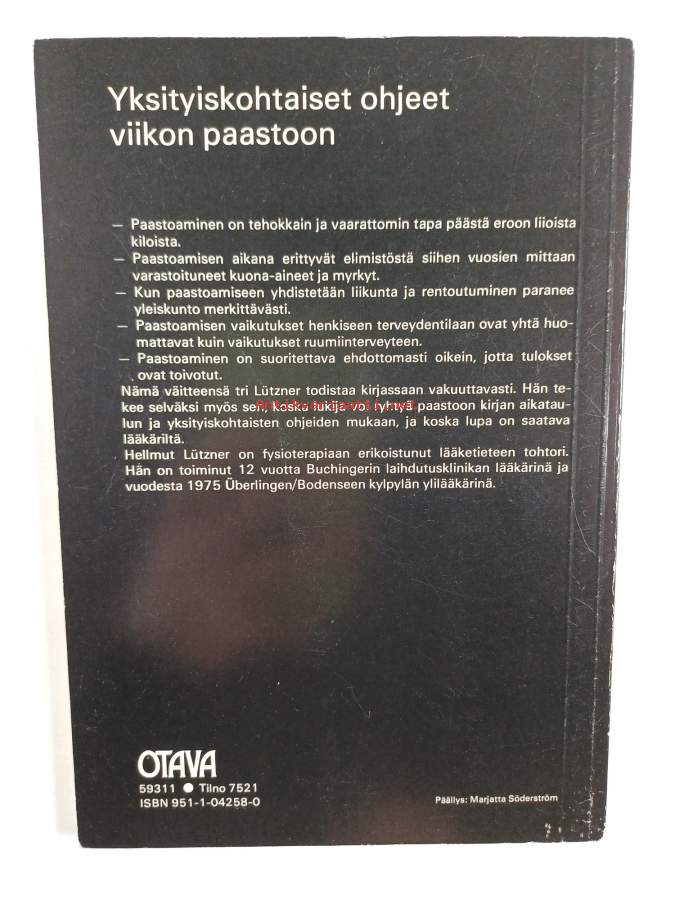 Yksityiskohtaiset ohjeet
viikon paastoon
— Paastoaminen on tehokkain ja vaarattomin tapa päästä eroon liioista
kiloista.
— Paastoamisen aikana erittyvät elimistöstä siihen vuosien mittaan
varastoituneet kuona-aineet ja myrkyt.
— Kun paastoamiseen yhdistetään liikunta ja rentoutuminen paranee
yleiskunto merkittävästi.
— Paastoamisen vaikutukset henkiseen terveydentilaan ovat yhtä huo-
mattavat kuin vaikutukset ruumiinterveyteen.
— Paastoaminen on suoritettava ehdottomasti oikein, jotta tulokset
ovat toivotut.
Nämä väitteensä tri Lützner todistaa kirjassaan vakuuttavasti. Hän te-
kee selväksi myös sen, koska lukija voi ryhtyä paastoon kirjan aikatau-
lun ja yksityiskohtaisten ohjeiden mukaan, ja koska lupa on saatava
lääkäriltä.
Hellmut Lützner on fysioterapiaan erikoistunut lääketieteen tohtori.
Hän on toiminut 12 vuotta Buchingerin laihdutusklinikan lääkärinä ja
vuodesta 1975 Überlingen/Bodenseen kylpylän ylilääkärinä.
OTAVA
59311 ● Tilno 7521
ISBN 951-1-04258-0
Päällys: Marjatta Söderström